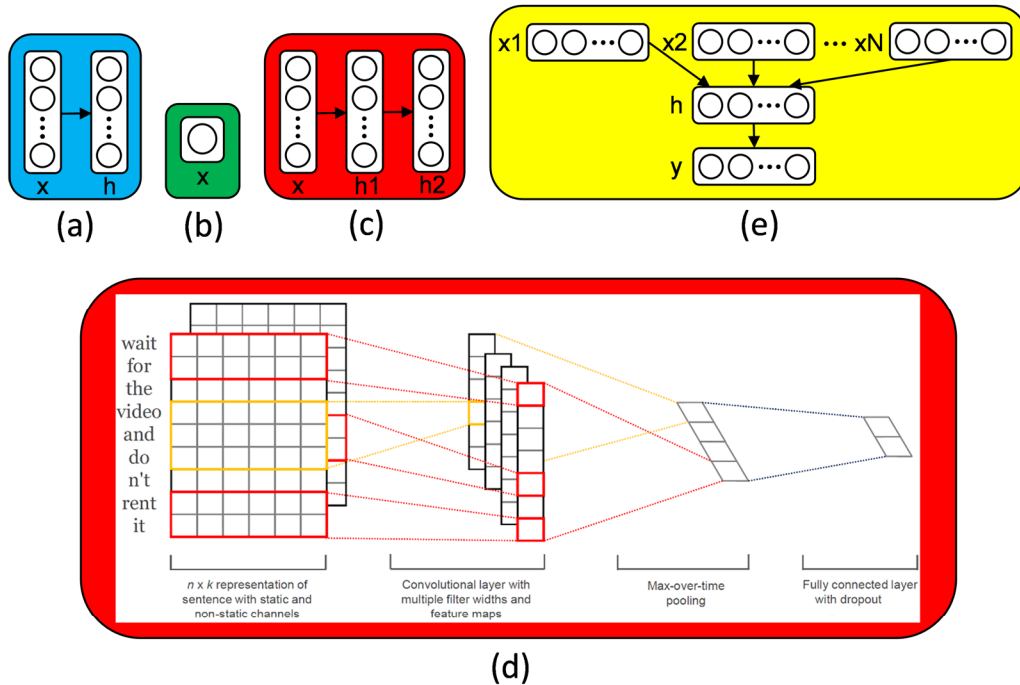 x h
(a)
x
(b)
x h1 h2
(c)
x1 x2 ... xN
h
y
(e)
wait
for
the
video
and
do
n't
rent
it
n x k representation of
sentence with static and
non-static channels
Convolutional layer with
multiple filter widths and
feature maps
Max-over-time
pooling
Fully connected layer
with dropout
(d)